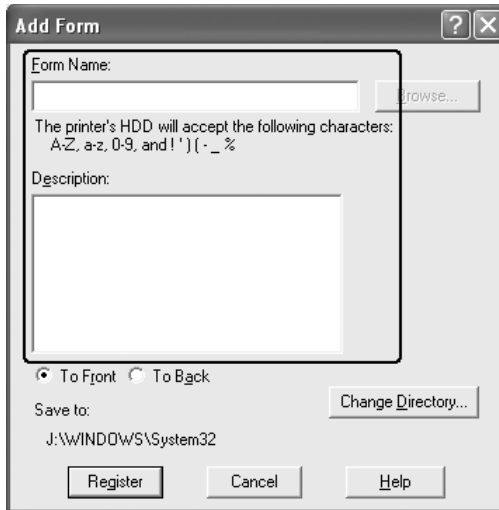 Add Form
Form Name:
Browse...
The printer's HDD will accept the following characters:
A-Z, a-z, 0-9, and ! ' ) ( - _ %
Description:
To Front To Back
Change Directory...
Save to:
J:\WINDOWS\System32
Register Cancel Help